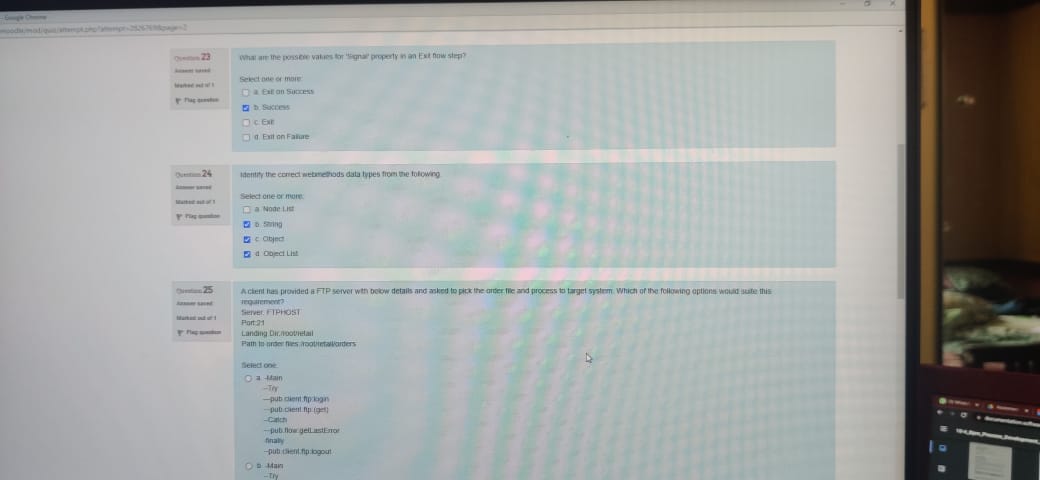 Google Chrome
moodle/mod/quiz/attempt.php?attempt=2826769&page=2
Question 23
Answer saved
Marked out of 1
Flag question
What are the possible values for 'Signal' property in an Exit flow step?
Select one or more:
a. Exit on Success
b. Success
c. Exit
d. Exit on Failure
Question 24
Answer saved
Marked out of 1
Flag question
Identify the correct webmethods data types from the following.
Select one or more:
a. Node List
b. String
c. Object
d. Object List
Question 25
Answer saved
Marked out of 1
Flag question
A client has provided a FTP server with below details and asked to pick the order file and process to target system. Which of the following options would suite this
requirement?
Server: FTPHOST
Port:21
Landing Dir:/root/retail
Path to order files:/root/retail/orders
Select one:
a. -Main
--Try
---pub.client.ftp:login
---pub.client.ftp:(get)
--Catch
---pub.flow:getLastError
-finally
--pub.client.ftp:logout
b. -Main
--Try